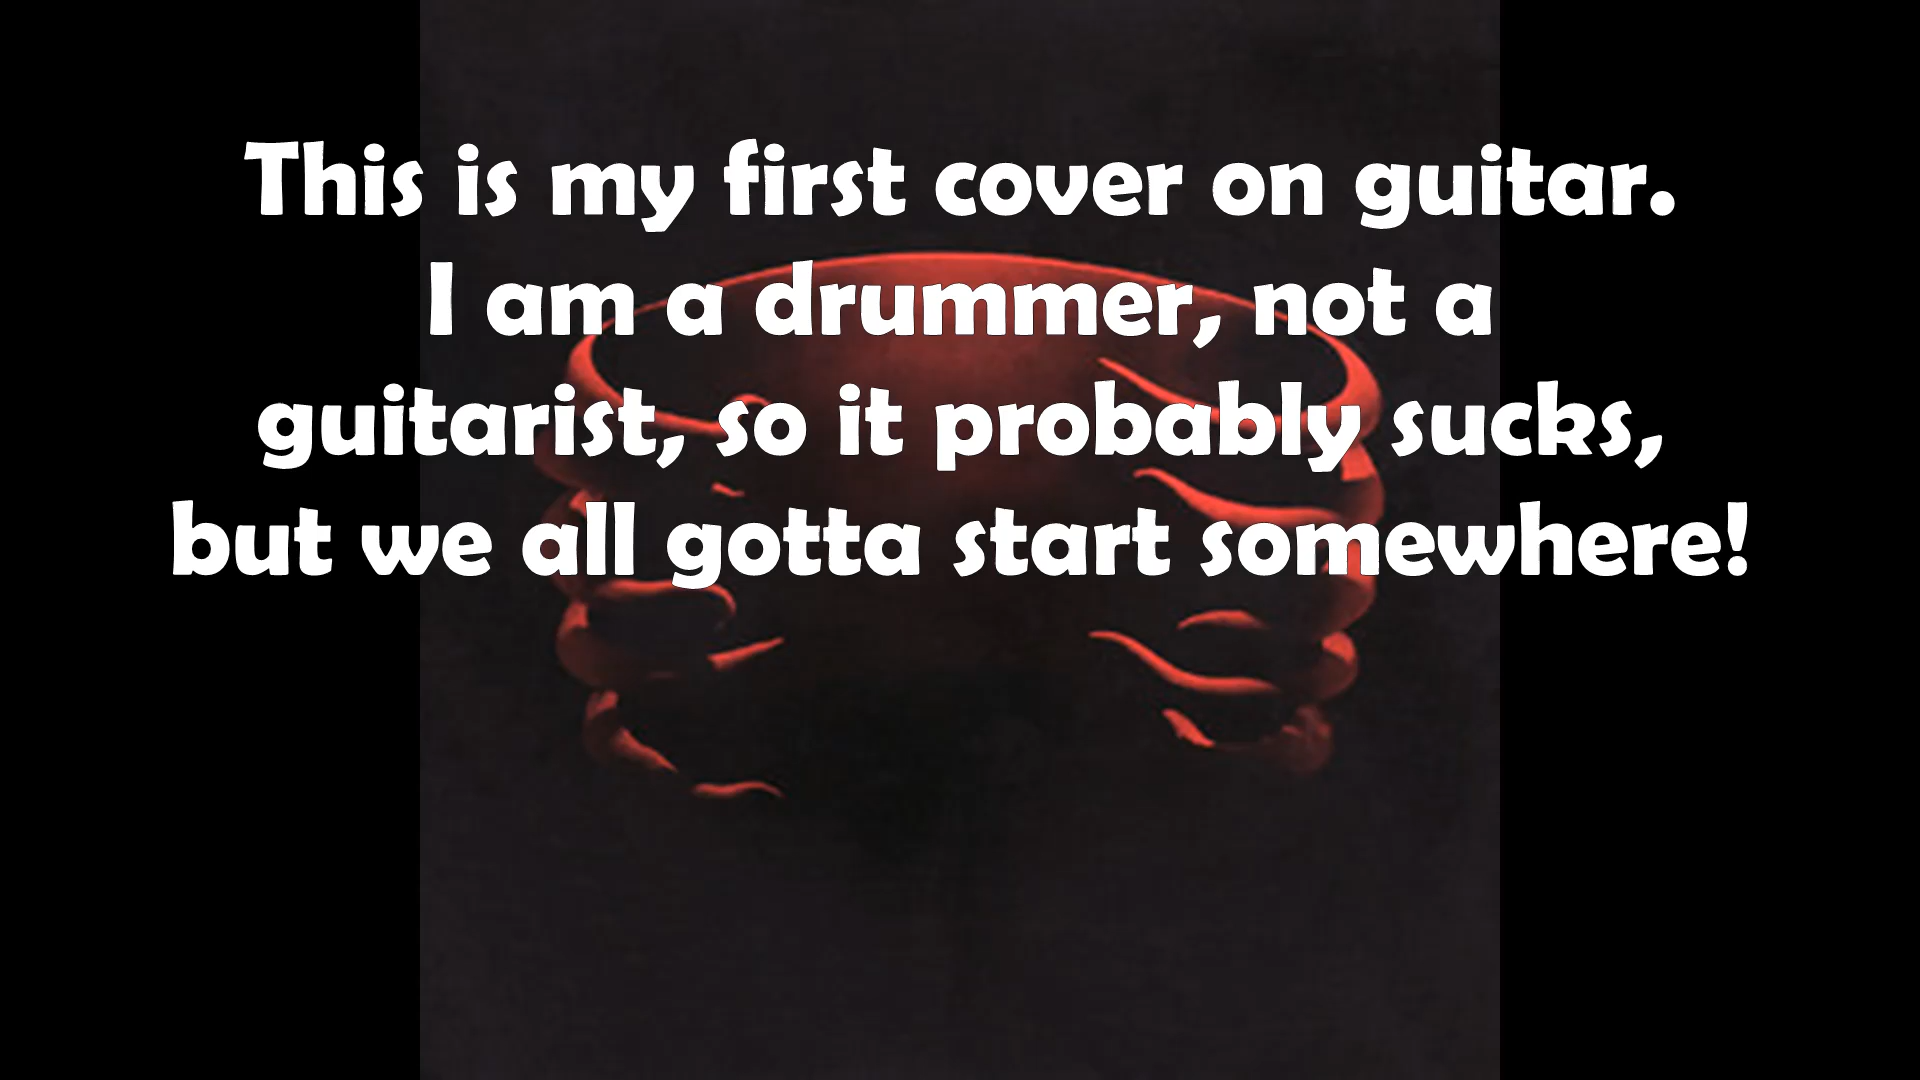 This is my first cover on guitar.
I am a drummer, not a
guitarist, so it probably sucks,
but we all gotta start somewhere!